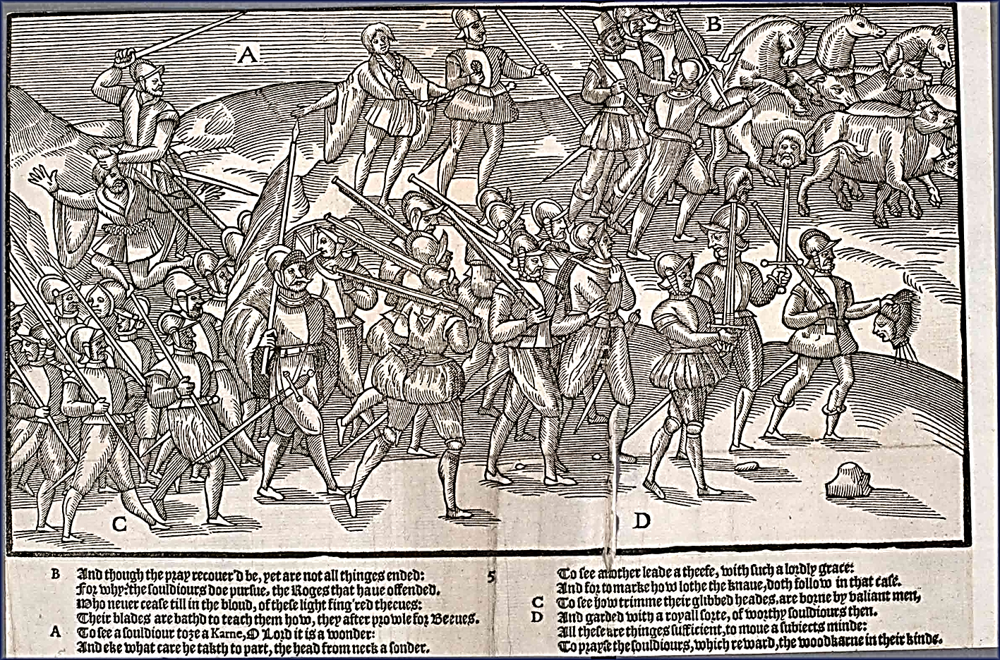 A
B
C
D
B And though the pray recouer'd be, yet are not all thinges ended:
For why? the souldiours doe pursue, the Roges that haue offended.
Who neuer cease till in the bloud, of these light fing'red theeues:
Their blades are bathd to teach them how, they after prowle for Beeues.
A To see a souldiour toze a Karne, O Lord it is a wonder:
And eke what care he takth to part, the head from neck a sonder.
5
To see another leade a theefe, with such a lordly grace:
And for to marke how lothe the knaue, doth follow in that case.
C To see how trimme their glibbed heades, are borne by valiant men,
D And garded with a royall sorte, of worthy souldiours then.
All these are thinges sufficient, to moue a subiects minde:
To prayse the souldiours, which reward, the woodkarne in their kinde.